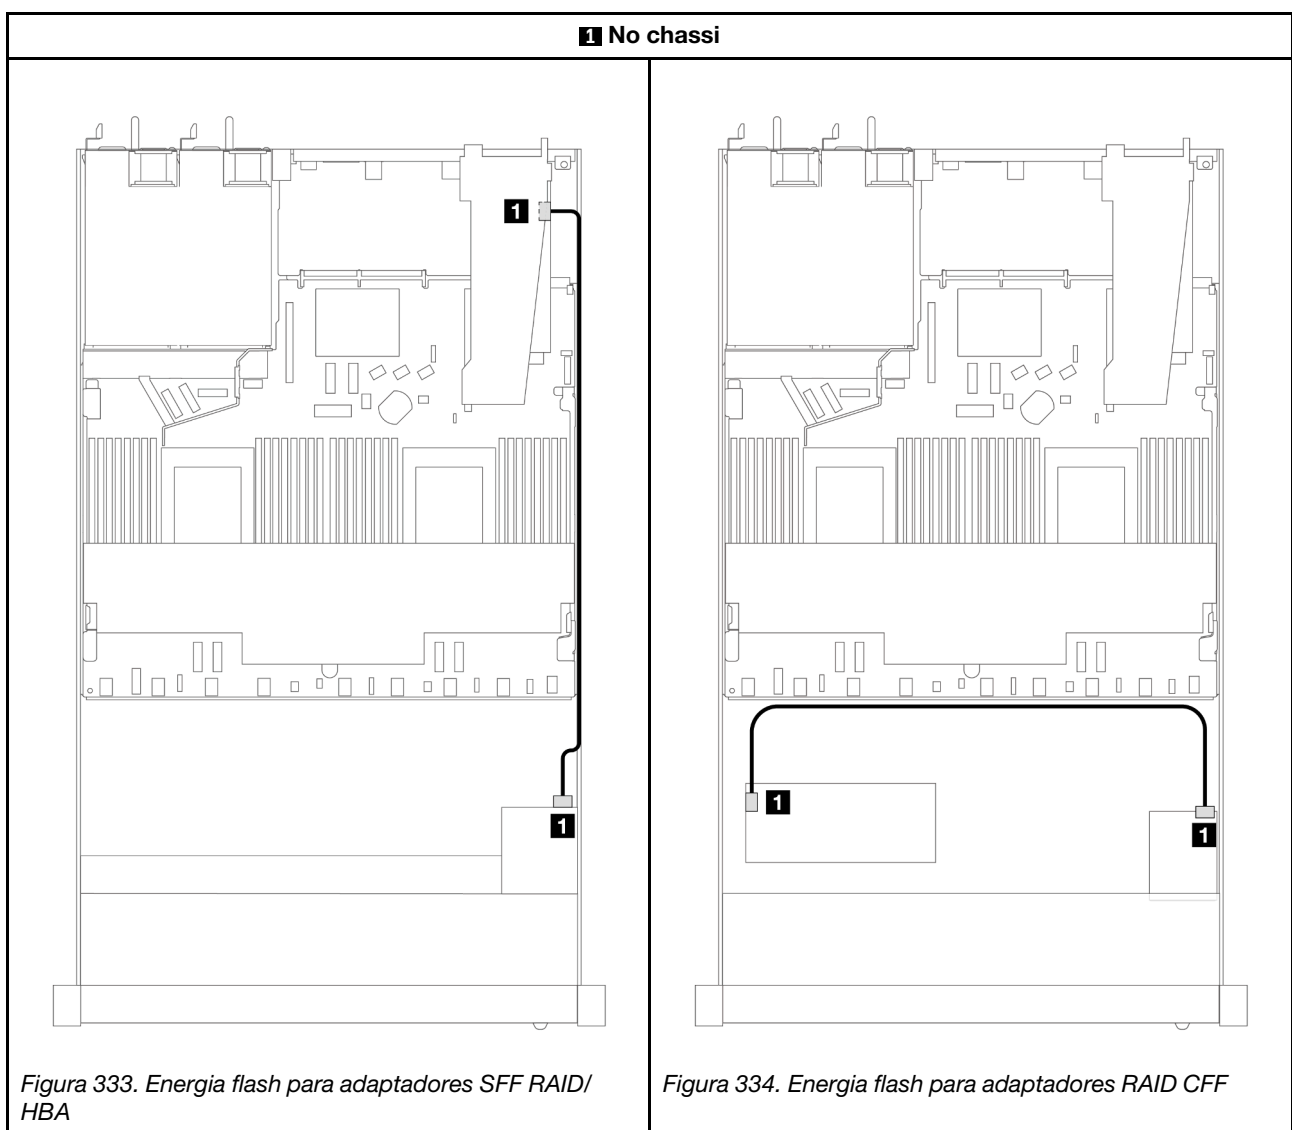 1 No chassi
1
1
1
1
Figura 333. Energia flash para adaptadores SFF RAID/
HBA
Figura 334. Energia flash para adaptadores RAID CFF